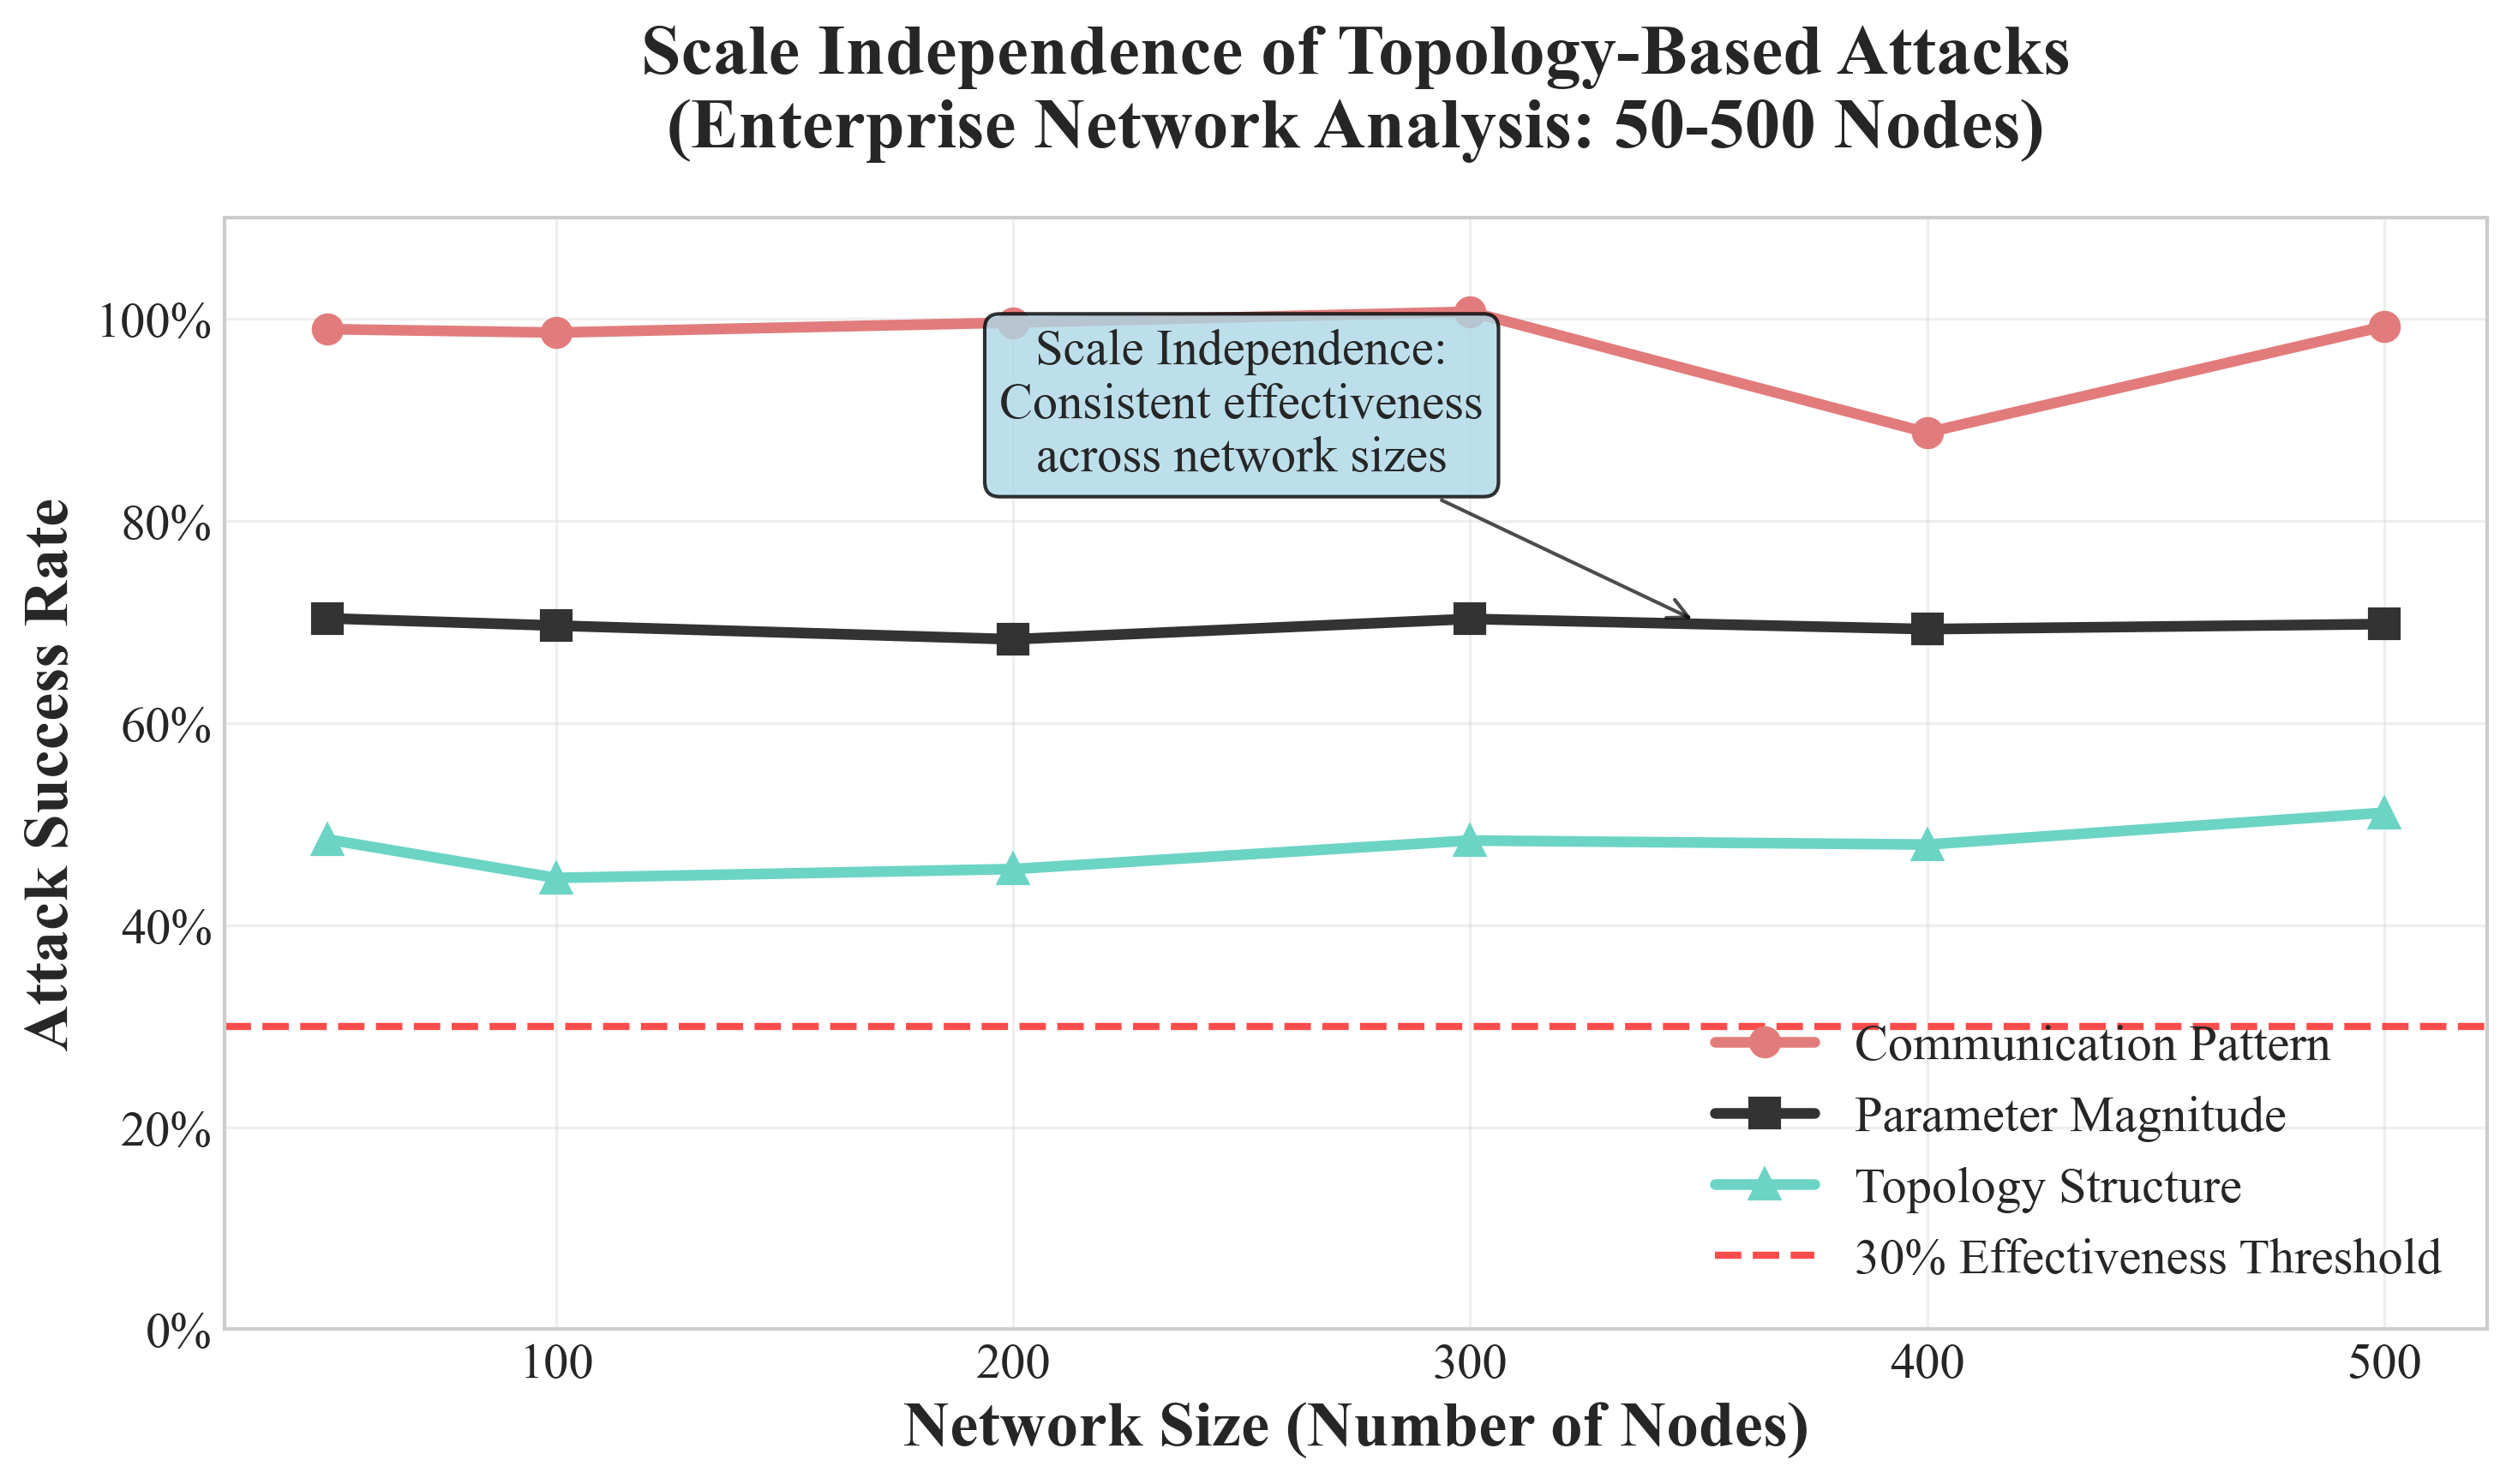 Scale Independence of Topology-Based Attacks
(Enterprise Network Analysis: 50-500 Nodes)
Attack Success Rate
100%
80%
60%
40%
20%
0%
Scale Independence:
Consistent effectiveness
across network sizes
Communication Pattern
Parameter Magnitude
Topology Structure
30% Effectiveness Threshold
100
200
300
400
500
Network Size (Number of Nodes)